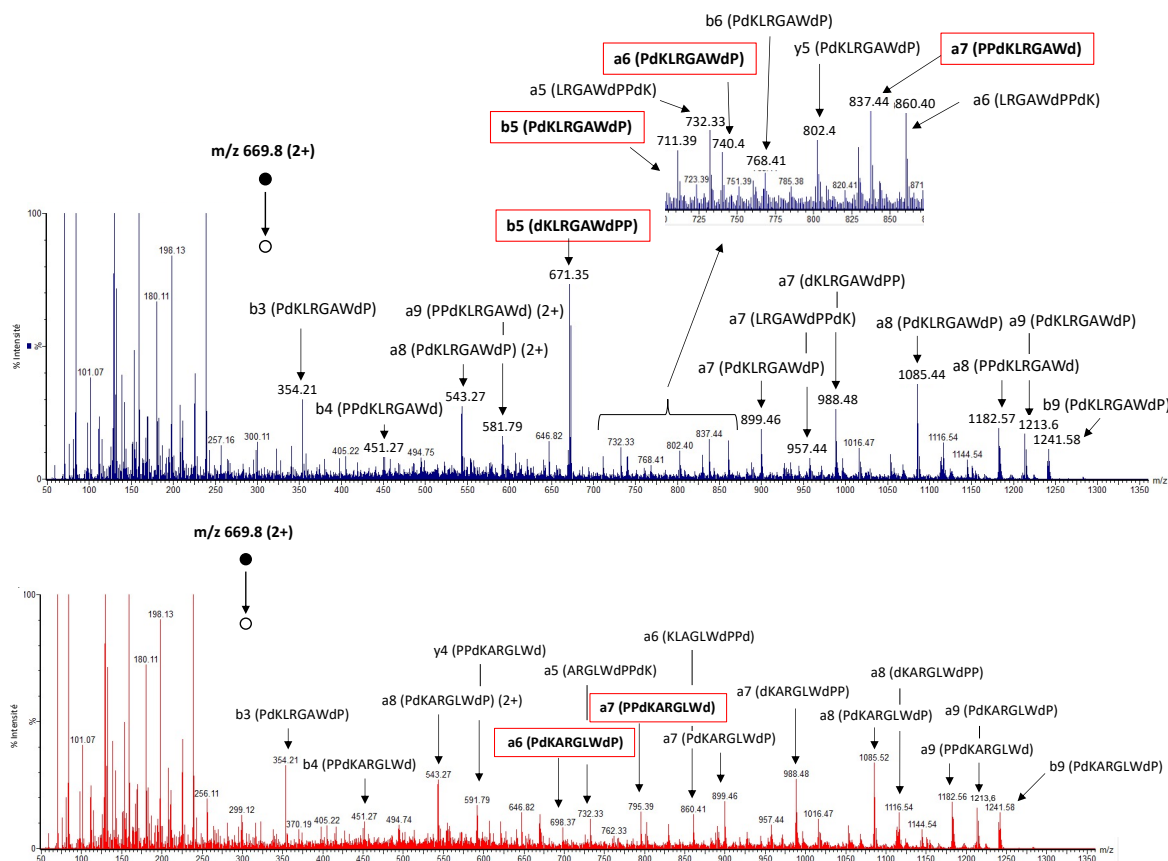 b6 (PdKLRGAWdP)
a6 (PdKLRGAWdP)
y5 (PdKLRGAWdP)
a7 (PPdKLRGAWd)
a5 (LRGAWdPPdK)
a6 (LRGAWdPPdK)
b5 (PdKLRGAWdP)
711.39
732.33
740.4
768.41
802.4
837.44
860.40
723.39
751.39
785.38
820.41
871
725
750
775
800
825
850
m/z 669.8 (2+)
b5 (dKLRGAWdPP)
671.35
a7 (dKLRGAWdPP)
a9 (PPdKLRGAWd) (2+)
a7 (LRGAWdPPdK)
a8 (PdKLRGAWdP)
a9 (PdKLRGAWdP)
b3 (PdKLRGAWdP)
a8 (PdKLRGAWdP) (2+)
a7 (PdKLRGAWdP)
a8 (PPdKLRGAWd)
b4 (PPdKLRGAWd)
b9 (PdKLRGAWdP)
% Intensité
100
%
0
101.07
180.11
198.13
257.16
300.11
354.21
405.22
451.27
494.75
543.27
581.79
646.82
732.33
768.41
802.40
837.44
899.46
957.44
988.48
1016.47
1085.44
1116.54
1144.54
1182.57
1213.6
1241.58
50 100 150 200 250 300 350 400 450 500 550 600 650 700 750 800 850 900 950 1000 1050 1100 1150 1200 1250 1300 1350
m/z
m/z 669.8 (2+)
a6 (KLAGLWdPPd)
y4 (PPdKARGLWd)
a5 (ARGLWdPPdK)
a8 (dKARGLWdPP)
a8 (PdKARGLWdP) (2+)
a7 (PPdKARGLWd)
a7 (dKARGLWdPP)
a8 (PdKARGLWdP)
a9 (PdKARGLWdP)
b3 (PdKLRGAWdP)
a6 (PdKARGLWdP)
a7 (PdKARGLWdP)
a9 (PPdKARGLWd)
b4 (PPdKARGLWd)
b9 (PdKARGLWdP)
% Intensité
100
%
0
101.07
180.11
198.13
256.11
299.12
354.21
370.19
405.22
451.27
494.74
543.27
591.79
646.82
698.37
732.33
762.33
795.39
860.41
899.46
957.44
988.48
1016.47
1085.52
1116.54
1144.54
1182.56
1213,6
1241.58
50 100 150 200 250 300 350 400 450 500 550 600 650 700 750 800 850 900 950 1000 1050 1100 1150 1200 1250 1300 1350
m/z